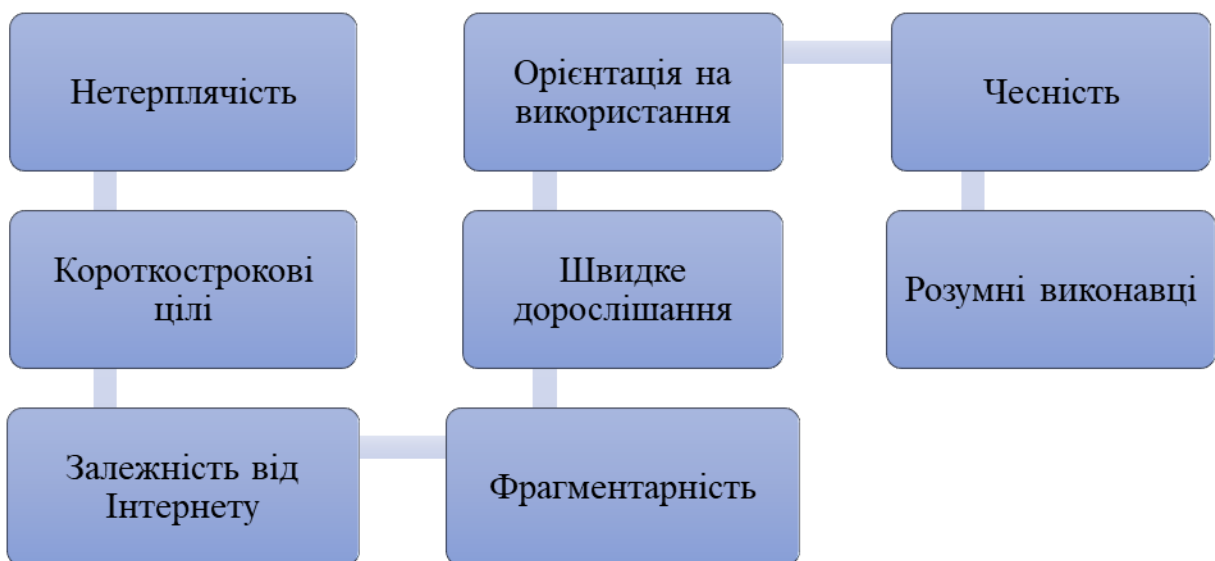 Нетерплячість
Короткострокові
цілі
Залежність від
Інтернету
Фрагментарність
Швидке
дорослішання
Орієнтація на
використання
Чесність
Розумні виконавці